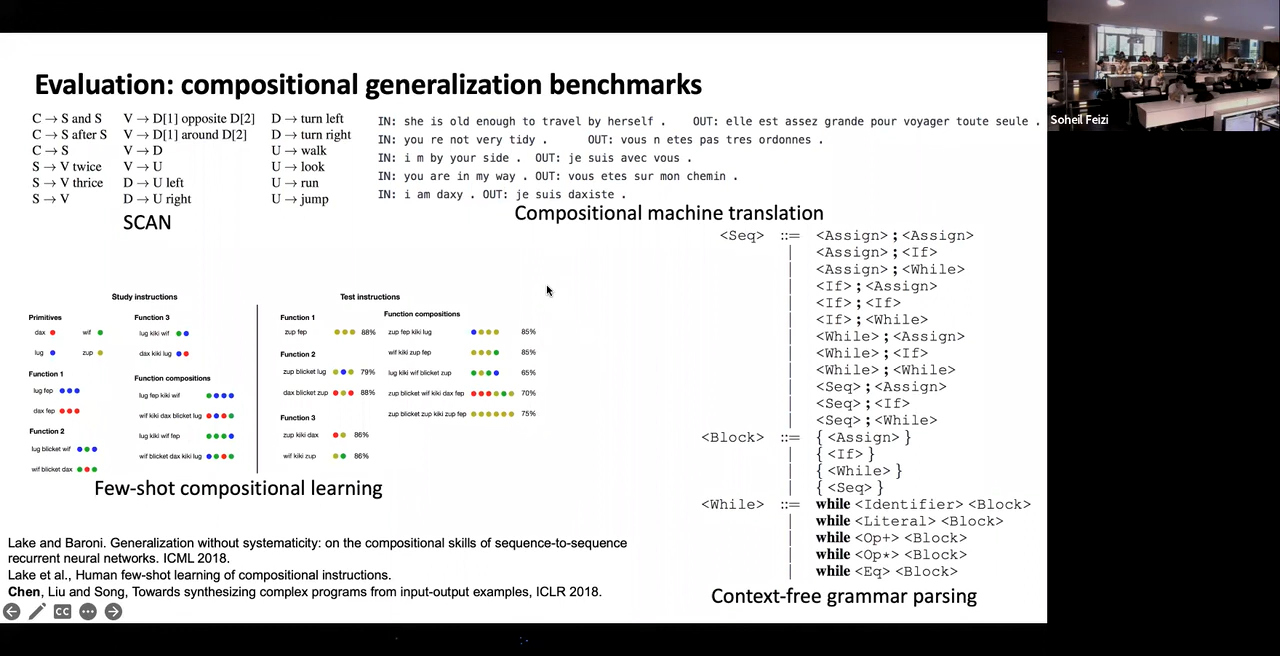 Evaluation: compositional generalization benchmarks
C → S and S
C → S after S
C → S
S → V twice
S → V thrice
S → V
V → D[1] opposite D[2]
V → D[1] around D[2]
V → D
V → U
D → U left
D → U right
D → turn left
D → turn right
U → walk
U → look
U → run
U → jump
SCAN
IN: she is old enough to travel by herself . OUT: elle est assez grande pour voyager toute seule .
IN: you re not very tidy . OUT: vous n etes pas tres ordonnes .
IN: i m by your side . OUT: je suis avec vous .
IN: you are in my way . OUT: vous etes sur mon chemin .
IN: i am daxy . OUT: je suis daxiste .
Compositional machine translation
Study instructions
Primitives
dax
wif
lug
zup
Function 1
lug fep
dax fep
Function 2
lug blicket wif
wif blicket dax
Function 3
lug kiki wif
dax kiki lug
Function compositions
lug fep kiki wif
wif kiki dax blicket lug
lug kiki wif fep
wif blicket dax kiki lug
Test instructions
Function 1
zup fep 88%
Function 2
zup blicket lug 79%
dax blicket zup 88%
Function 3
zup kiki dax 86%
wif kiki zup 86%
Function compositions
zup fep kiki lug 85%
wif kiki zup fep 85%
lug kiki wif blicket zup 65%
zup blicket wif kiki dax fep 70%
zup blicket zup kiki zup fep 75%
Few-shot compositional learning
<Seq> ::= <Assign>;<Assign>
| <Assign>;<If>
| <Assign>;<While>
| <If>;<Assign>
| <If>;<If>
| <If>;<While>
| <While>;<Assign>
| <While>;<If>
| <While>;<While>
| <Seq>;<Assign>
| <Seq>;<If>
| <Seq>;<While>
<Block> ::= {<Assign>}
| {<If>}
| {<While>}
| {<Seq>}
<While> ::= while <Identifier> <Block>
| while <Literal> <Block>
| while <Op+> <Block>
| while <Op*> <Block>
| while <Eq> <Block>
Context-free grammar parsing
Lake and Baroni. Generalization without systematicity: on the compositional skills of sequence-to-sequence
recurrent neural networks. ICML 2018.
Lake et al., Human few-shot learning of compositional instructions.
Chen, Liu and Song, Towards synthesizing complex programs from input-output examples, ICLR 2018.
CC
Soheil Feizi